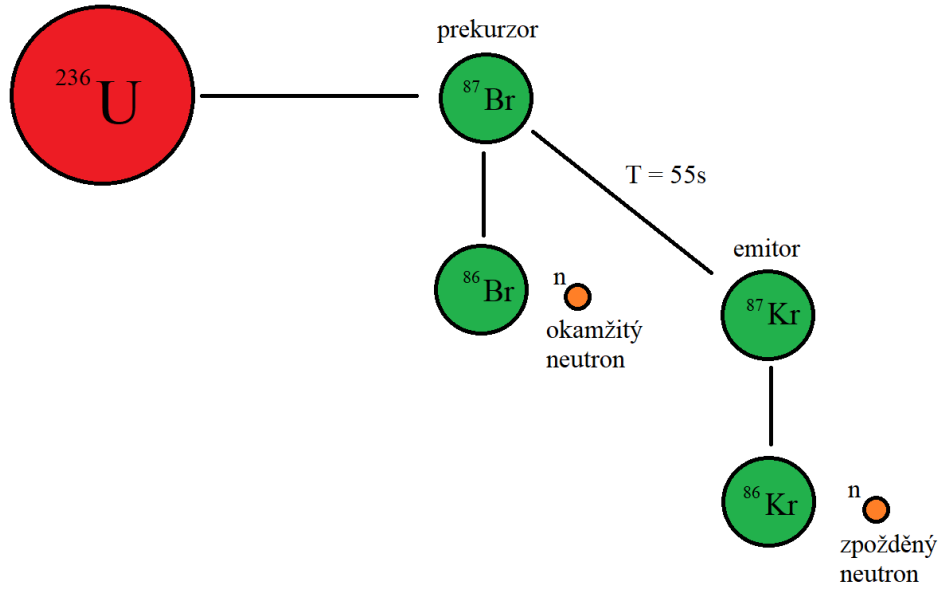 prekurzor
²³⁶U
⁸⁷Br
T = 55s
emitor
⁸⁶Br
n
okamžitý
neutron
⁸⁷Kr
⁸⁶Kr
n
zpožděný
neutron